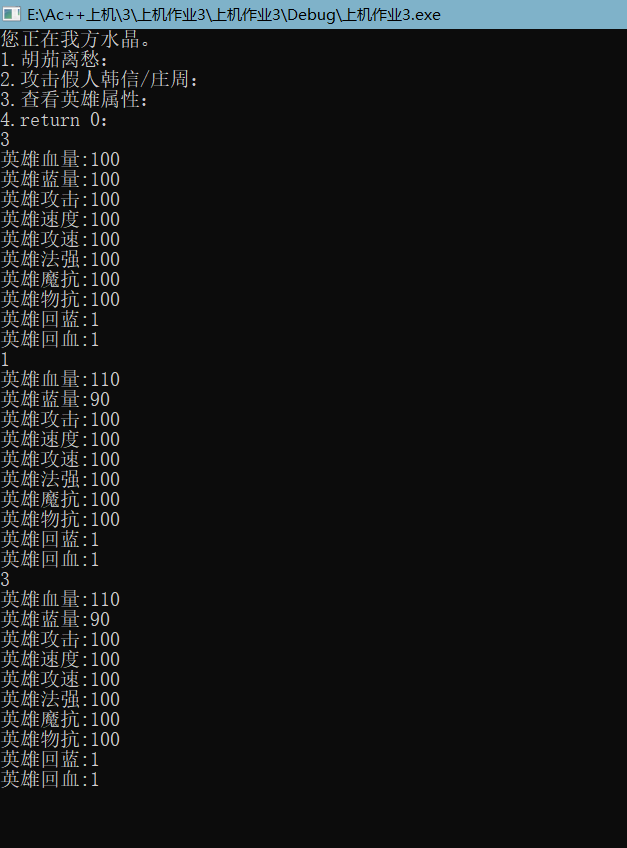 E:\Ac++上机\3\上机作业3\上机作业3\Debug\上机作业3.exe
您正在我方水晶。
1.胡茄离愁：
2.攻击假人韩信/庄周：
3.查看英雄属性：
4.return 0：
3
英雄血量:100
英雄蓝量:100
英雄攻击:100
英雄速度:100
英雄攻速:100
英雄法强:100
英雄魔抗:100
英雄物抗:100
英雄回蓝:1
英雄回血:1
1
英雄血量:110
英雄蓝量:90
英雄攻击:100
英雄速度:100
英雄攻速:100
英雄法强:100
英雄魔抗:100
英雄物抗:100
英雄回蓝:1
英雄回血:1
3
英雄血量:110
英雄蓝量:90
英雄攻击:100
英雄速度:100
英雄攻速:100
英雄法强:100
英雄魔抗:100
英雄物抗:100
英雄回蓝:1
英雄回血:1